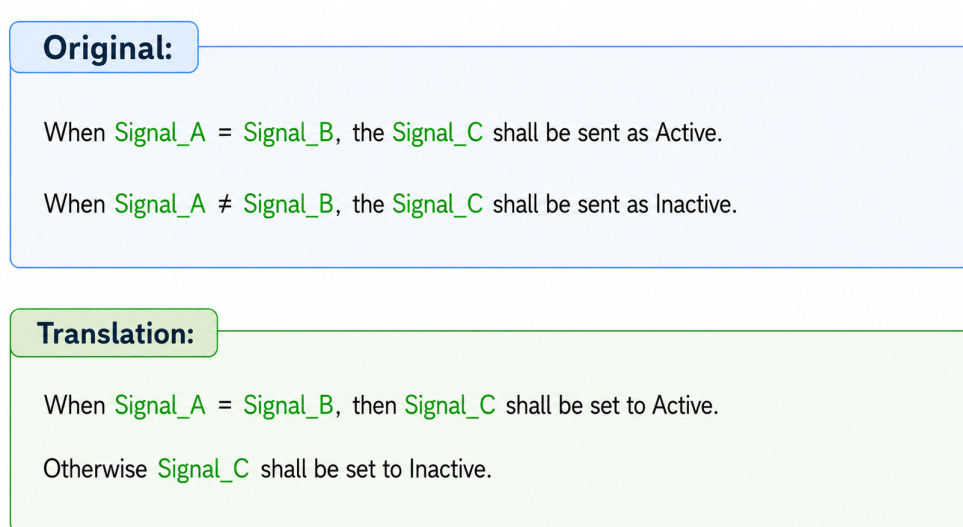 Original:
When Signal_A = Signal_B, the Signal_C shall be sent as Active.
When Signal_A ≠ Signal_B, the Signal_C shall be sent as Inactive.
Translation:
When Signal_A = Signal_B, then Signal_C shall be set to Active.
Otherwise Signal_C shall be set to Inactive.